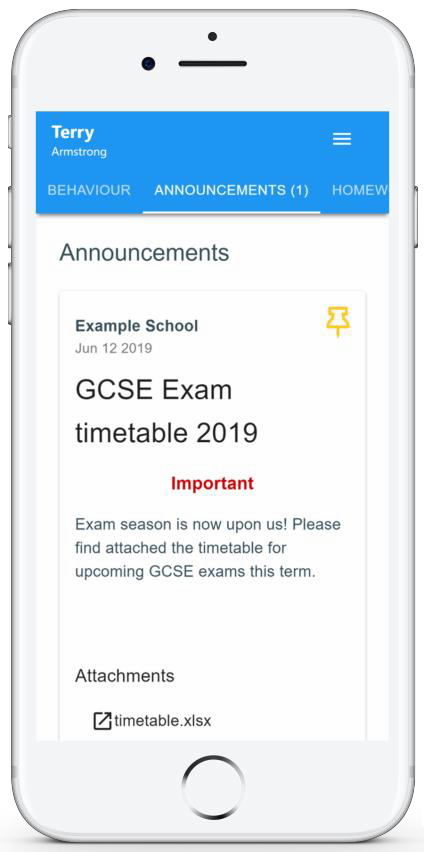 Terry
Armstrong
BEHAVIOUR ANNOUNCEMENTS (1) HOMEW
Announcements
Example School
Jun 12 2019
GCSE Exam
timetable 2019
Important
Exam season is now upon us! Please
find attached the timetable for
upcoming GCSE exams this term.
Attachments
timetable.xlsx